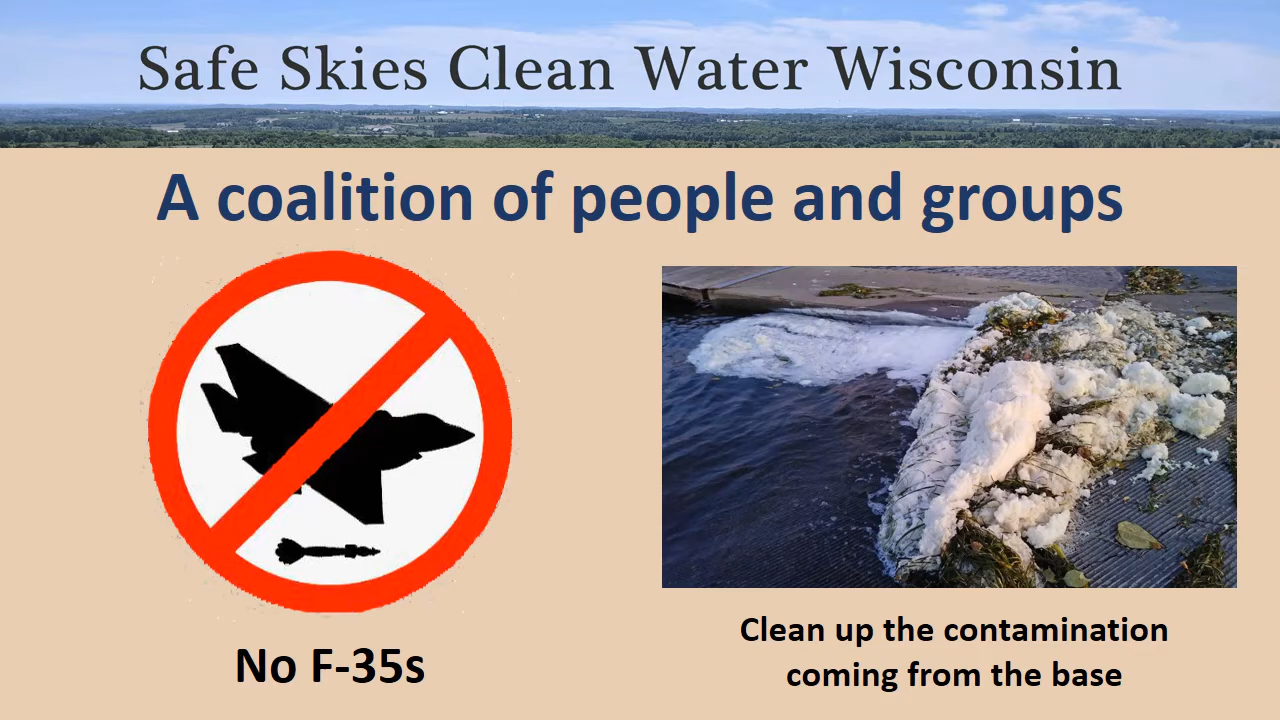 Safe Skies Clean Water Wisconsin
A coalition of people and groups
No F-35s
Clean up the contamination
coming from the base